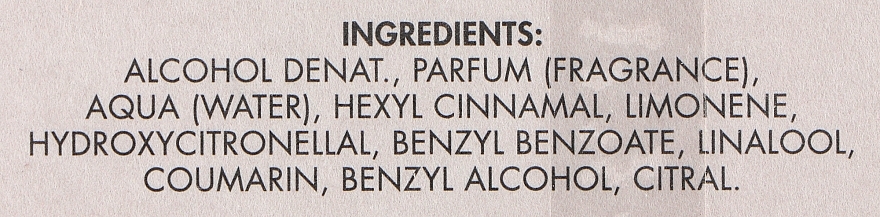 INGREDIENTS:
ALCOHOL DENAT., PARFUM (FRAGRANCE),
AQUA (WATER), HEXYL CINNAMAL, LIMONENE,
HYDROXYCITRONELLAL, BENZYL BENZOATE, LINALOOL,
COUMARIN, BENZYL ALCOHOL, CITRAL.